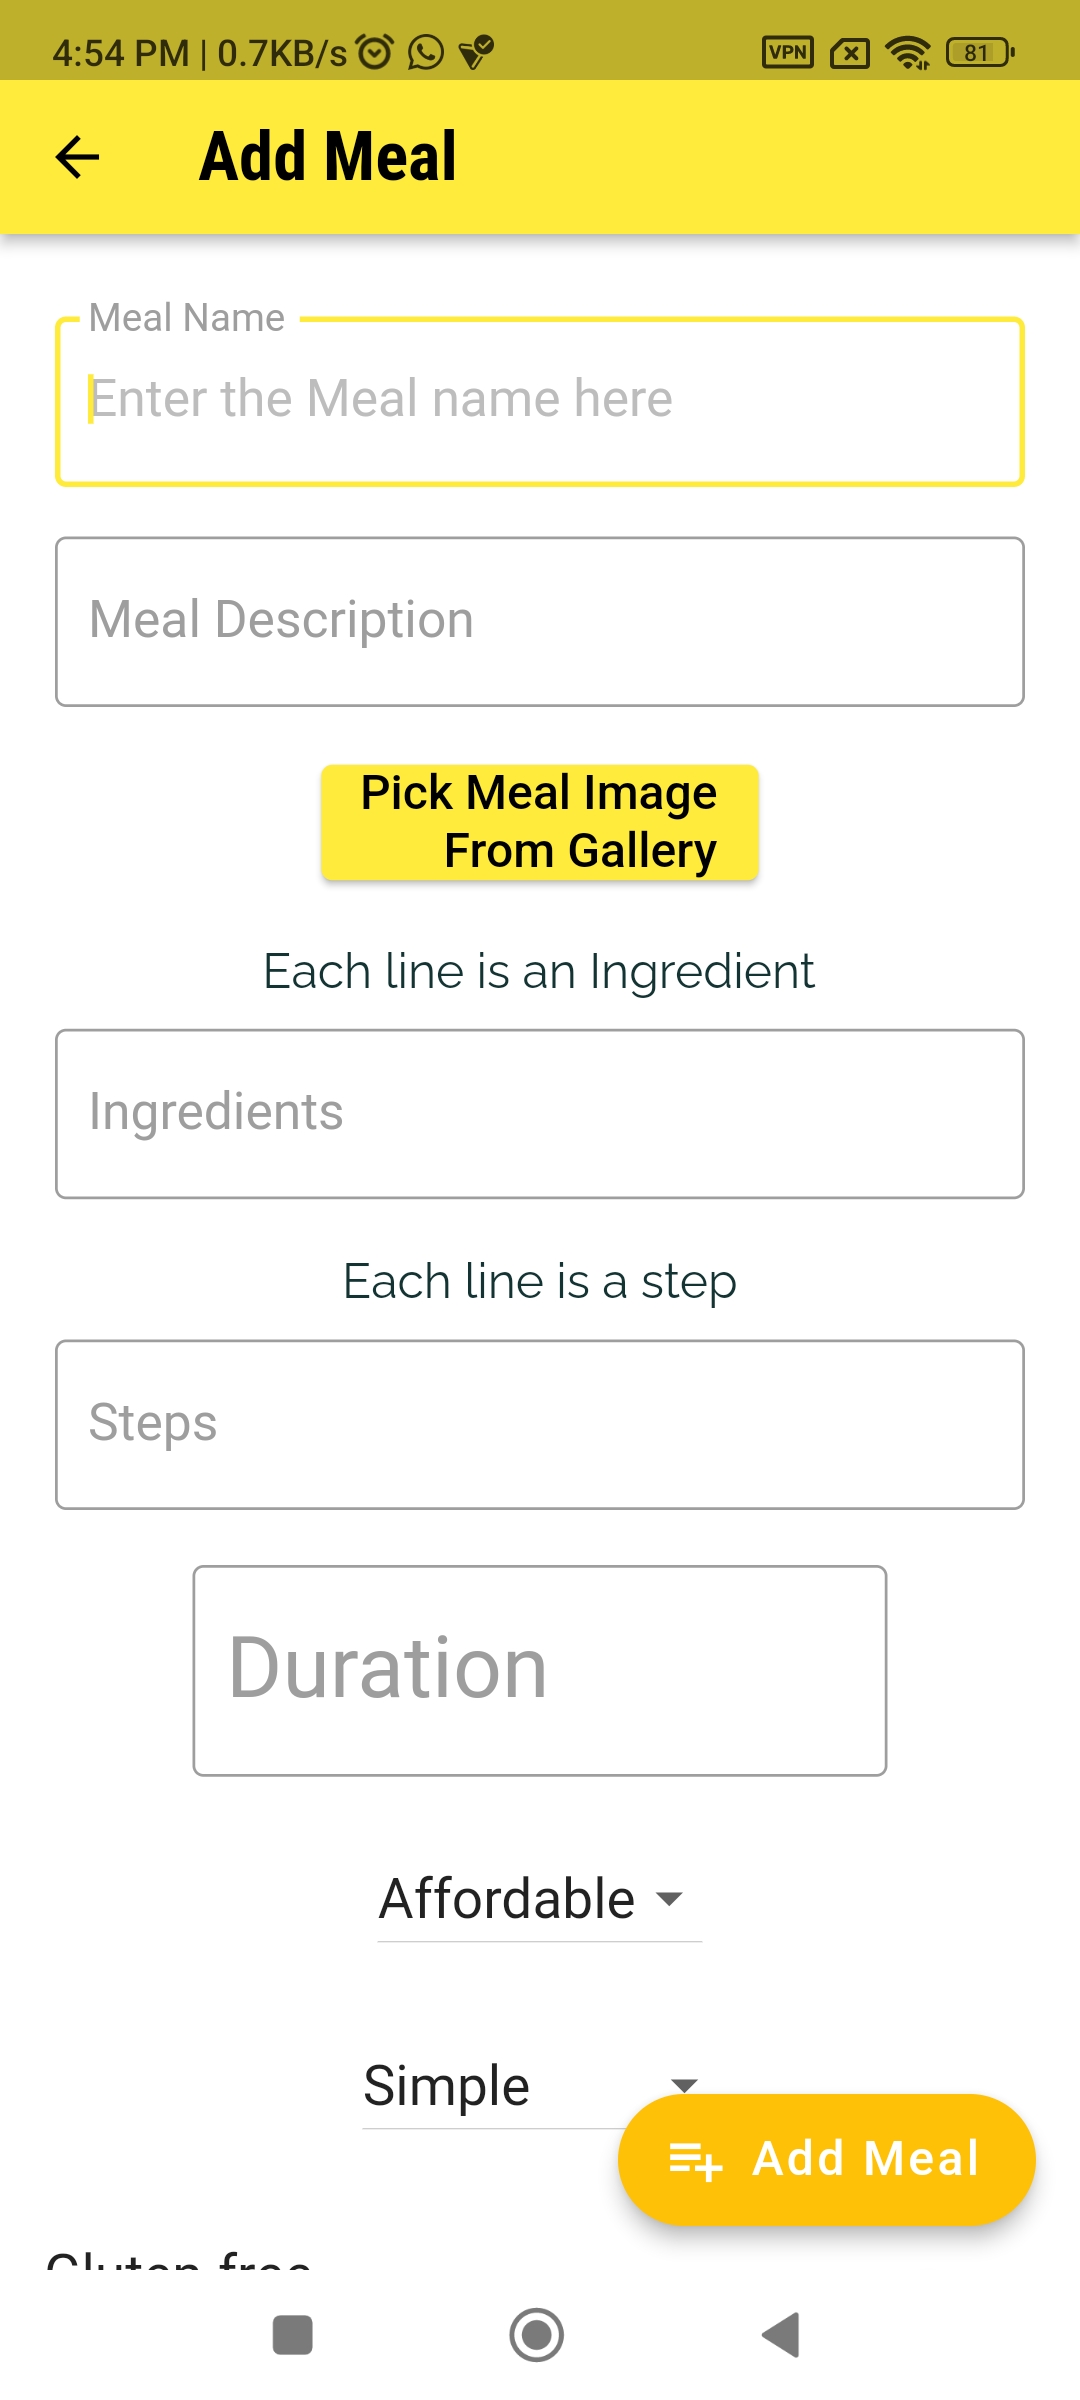 4:54 PM | 0.7KB/s
VPN
81
Add Meal
Meal Name
Enter the Meal name here
Meal Description
Pick Meal Image
From Gallery
Each line is an Ingredient
Ingredients
Each line is a step
Steps
Duration
Affordable
Simple
Add Meal
Gluten free